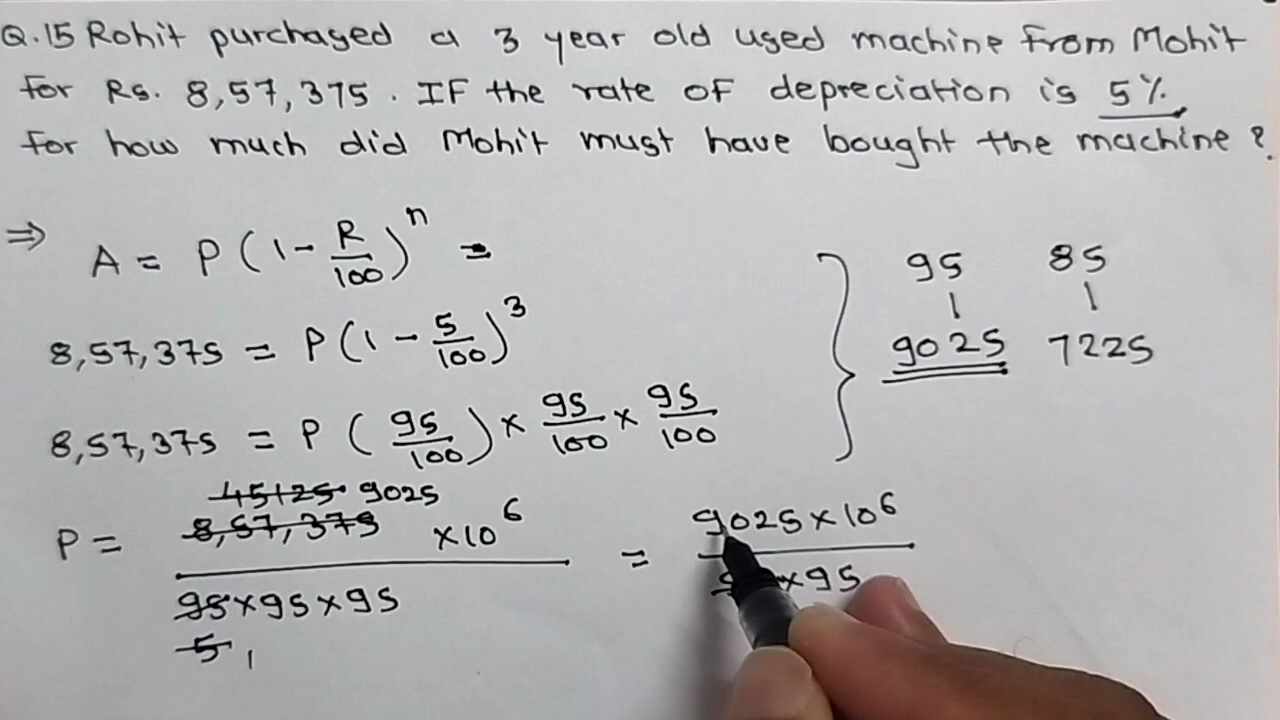 Q.15 Rohit purchased a 3 year old used machine from Mohit
for Rs. 8,57,375. IF the rate of depreciation is 5%.
for how much did Mohit must have bought the machine?
⇒ A = P(1 - R/100)^n =
8,57,375 = P(1 - 5/100)^3
8,57,375 = P(95/100) × 95/100 × 95/100
95 85
9025 7225
45125 9025
P = 8,57,375 × 10^6 = 9025 × 10^6
95 × 95 × 95 × 95
5 1